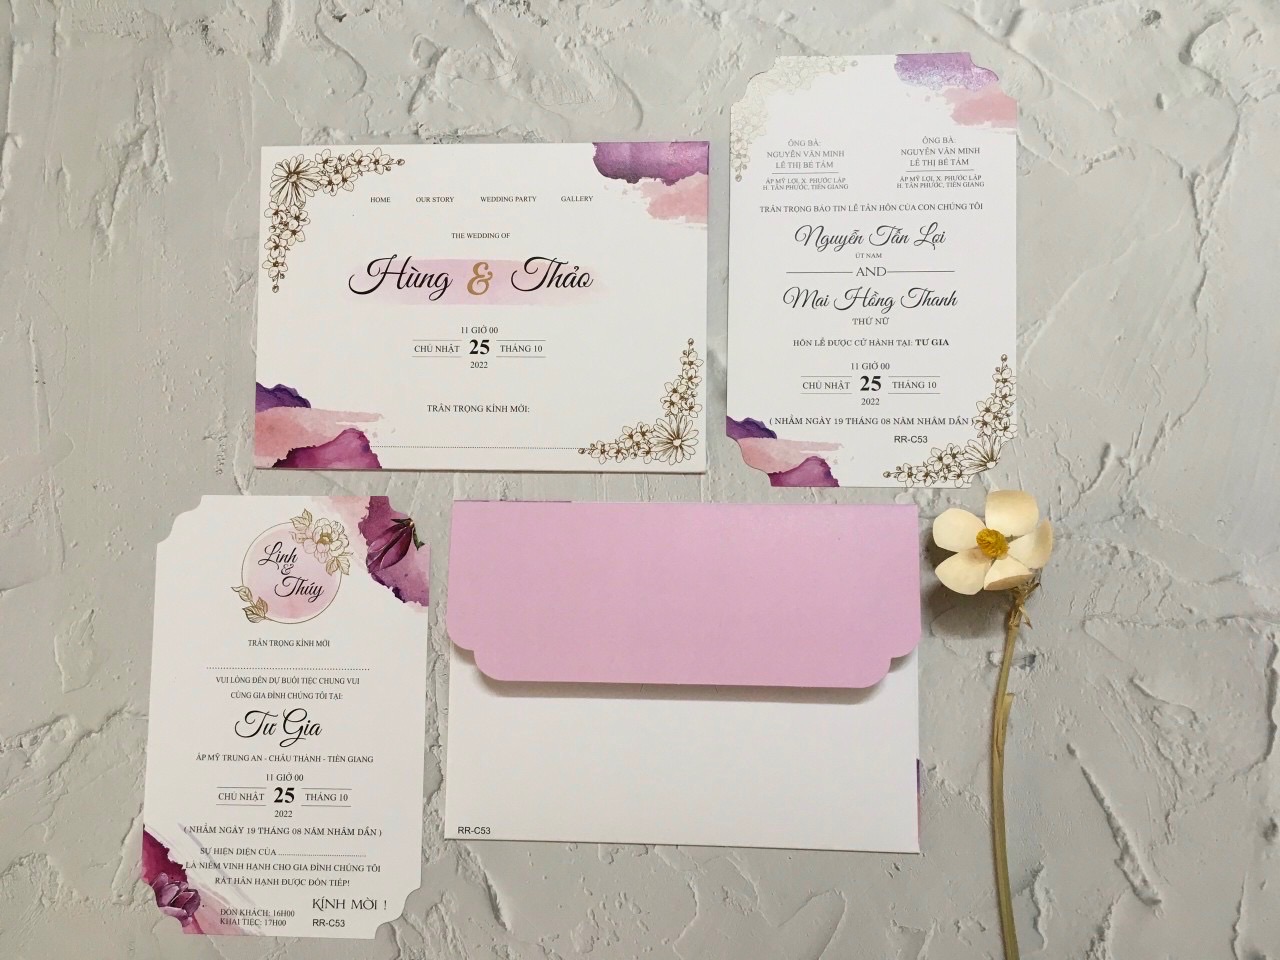 HOME OUR STORY WEDDING PARTY GALLERY
THE WEDDING OF
Hùng & Thảo
11 GIỜ 00
CHỦ NHẬT 25 THÁNG 10
2022
TRÂN TRỌNG KÍNH MỜI:
ÔNG BÀ:
NGUYỄN VĂN MINH
LÊ THỊ BÉ TÁM
ẤP MỸ LỢI, X. PHƯỚC LẬP
H. TÂN PHƯỚC, TIỀN GIANG
ÔNG BÀ:
NGUYỄN VĂN MINH
LÊ THỊ BÉ TÁM
ẤP MỸ LỢI, X. PHƯỚC LẬP
H. TÂN PHƯỚC, TIỀN GIANG
TRÂN TRỌNG BÁO TIN LỄ TÂN HÔN CỦA CON CHÚNG TÔI
Nguyễn Tấn Lợi
ÚT NAM
AND
Mai Hồng Thanh
THỨ NỮ
HÔN LỄ ĐƯỢC CỬ HÀNH TẠI: TƯ GIA
11 GIỜ 00
CHỦ NHẬT 25 THÁNG 10
2022
( NHẰM NGÀY 19 THÁNG 08 NĂM NHÂM DẦN )
RR-C53
Linh
&
Thúy
TRÂN TRỌNG KÍNH MỜI
VUI LÒNG ĐẾN DỰ BUỔI TIỆC CHUNG VUI
CÙNG GIA ĐÌNH CHÚNG TÔI TẠI:
Tư Gia
ẤP MỸ TRUNG AN - CHÂU THÀNH - TIỀN GIANG
11 GIỜ 00
CHỦ NHẬT 25 THÁNG 10
2022
( NHẰM NGÀY 19 THÁNG 08 NĂM NHÂM DẦN )
SỰ HIỆN DIỆN CỦA
LÀ NIỀM VINH HẠNH CHO GIA ĐÌNH CHÚNG TÔI
RẤT HÂN HẠNH ĐƯỢC ĐÓN TIẾP!
KÍNH MỜI !
ĐÓN KHÁCH: 16H00
KHAI TIỆC: 17H00
RR-C53
RR-C53